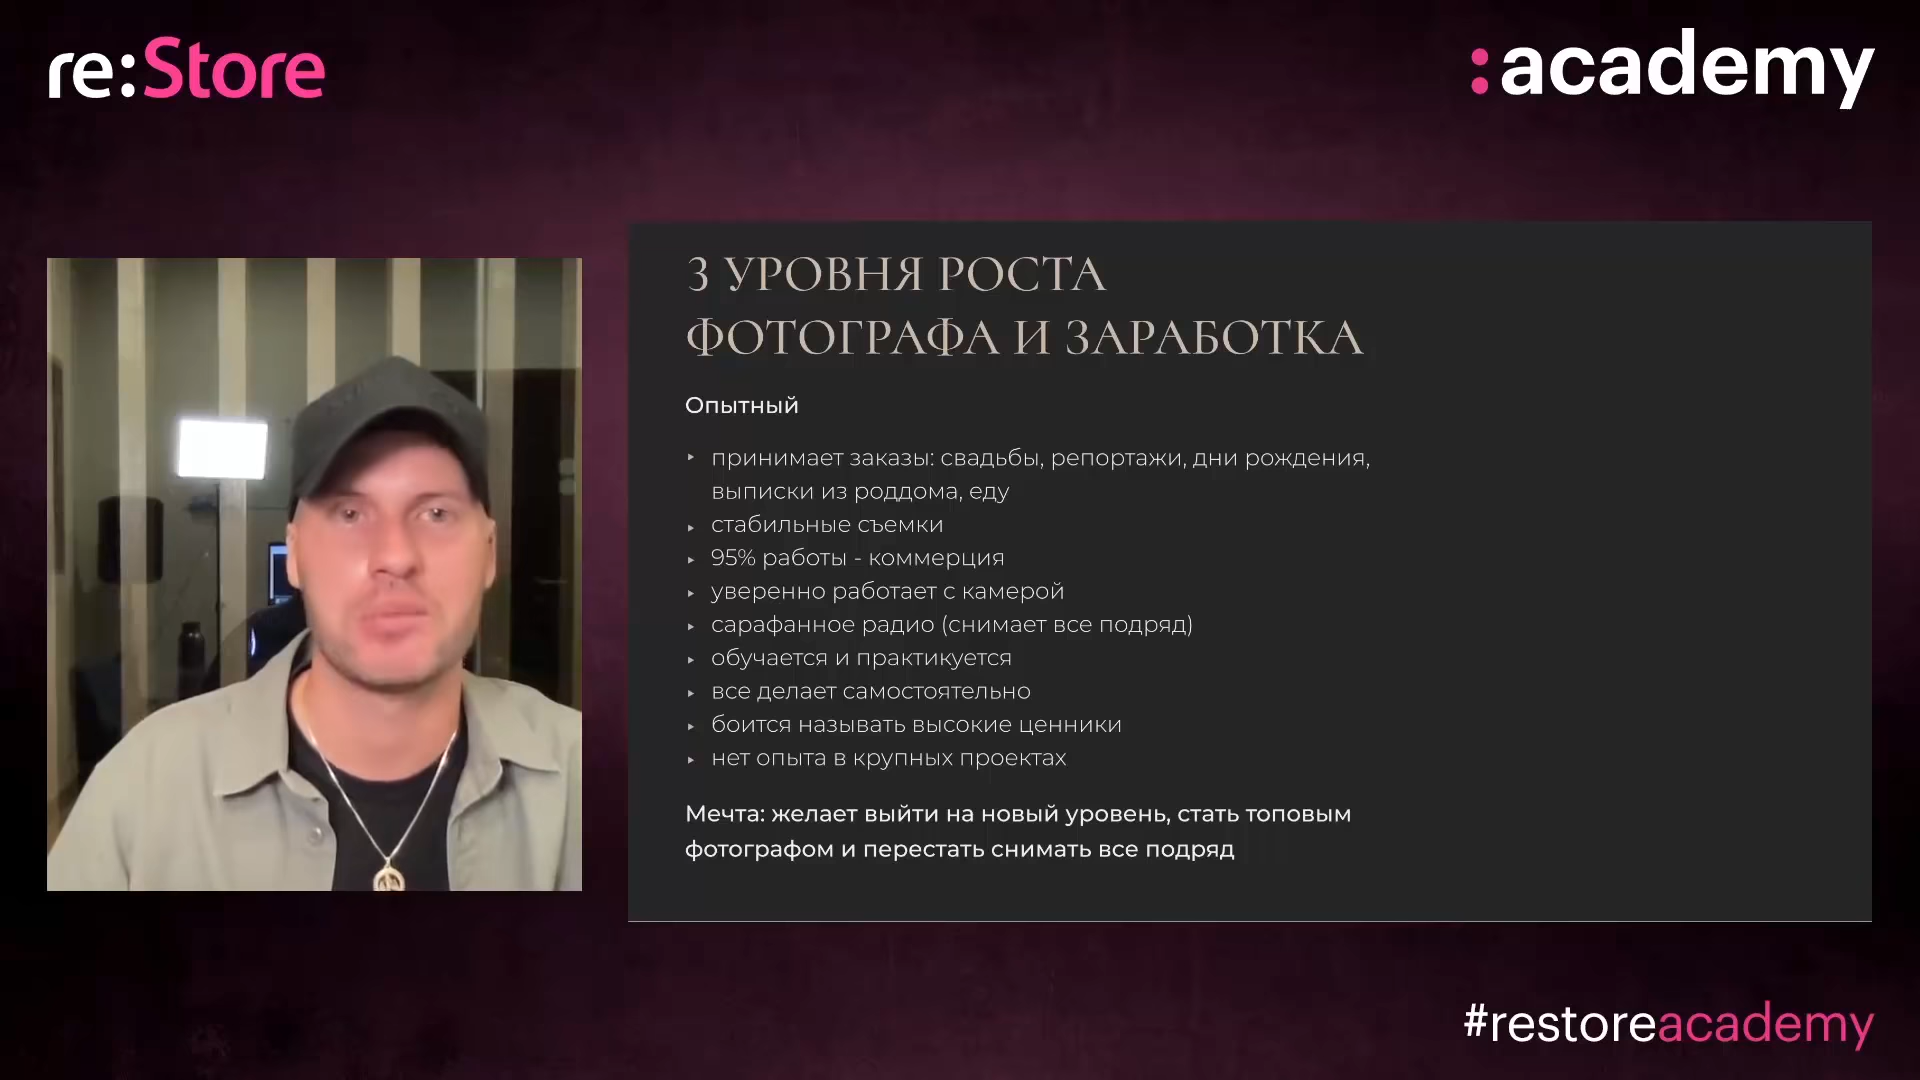 re:Store
:academy
3 УРОВНЯ РОСТА
ФОТОГРАФА И ЗАРАБОТКА
Опытный
‣ принимает заказы: свадьбы, репортажи, дни рождения,
выписки из роддома, еду
‣ стабильные съемки
‣ 95% работы - коммерция
‣ уверенно работает с камерой
‣ сарафанное радио (снимает все подряд)
‣ обучается и практикуется
‣ все делает самостоятельно
‣ боится называть высокие ценники
‣ нет опыта в крупных проектах
Мечта: желает выйти на новый уровень, стать топовым
фотографом и перестать снимать все подряд
#restoreacademy